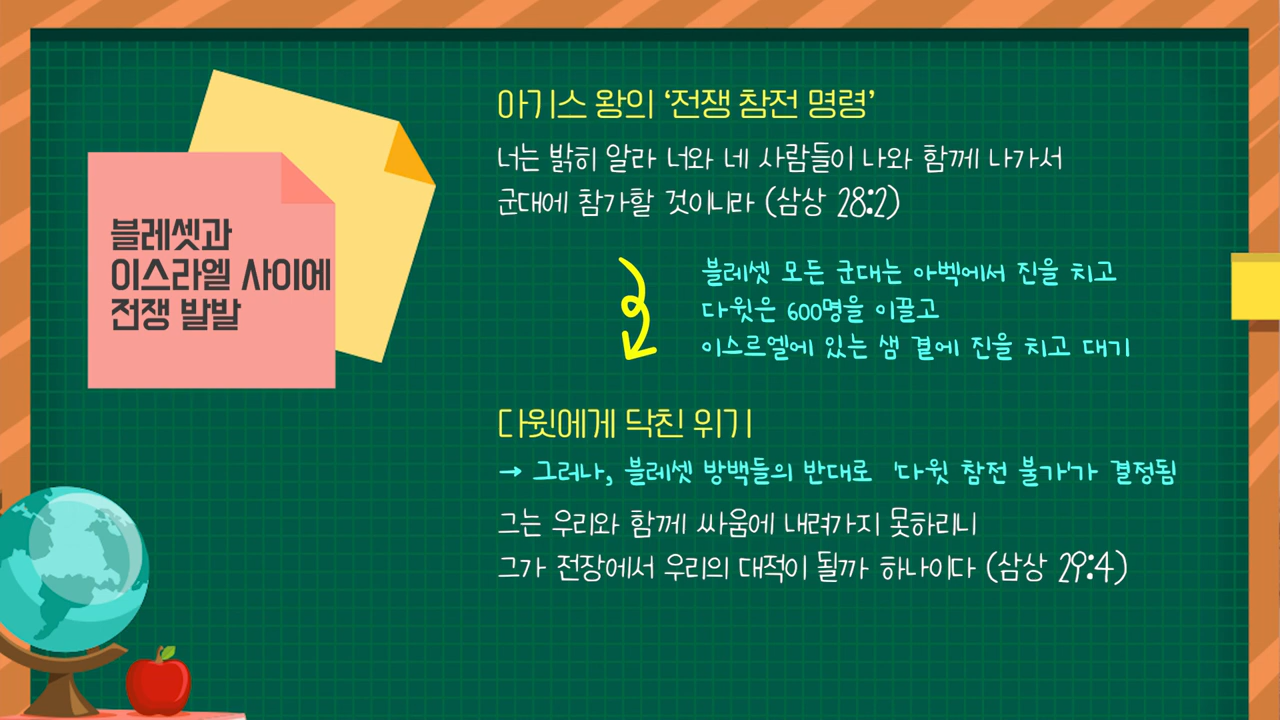 블레셋과
이스라엘 사이에
전쟁 발발
아기스 왕의 ‘전쟁 참전 명령’
너는 밝히 알라 너와 네 사람들이 나와 함께 나가서
군대에 참가할 것이니라 (삼상 28:2)
블레셋 모든 군대는 아벡에서 진을 치고
다윗은 600명을 이끌고
이스르엘에 있는 샘 곁에 진을 치고 대기
다윗에게 닥친 위기
→ 그러나, 블레셋 방백들의 반대로 '다윗 참전 불가'가 결정됨
그는 우리와 함께 싸움에 내려가지 못하리니
그가 전장에서 우리의 대적이 될까 하나이다 (삼상 29:4)